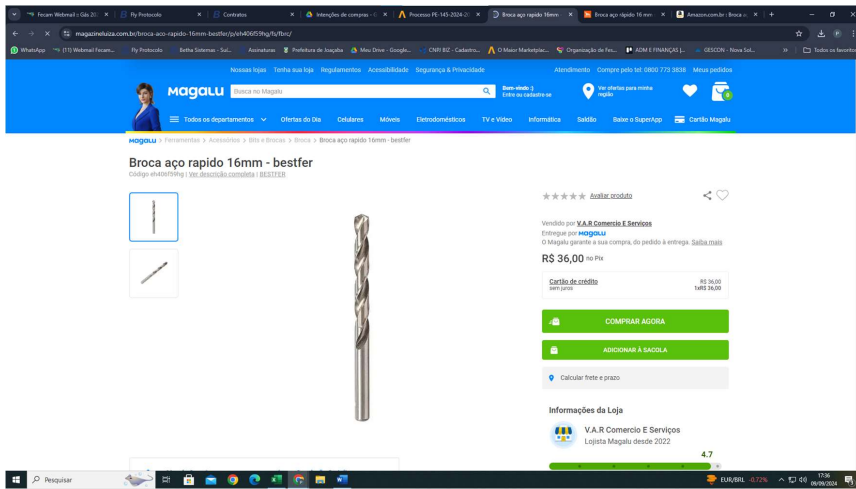 Fecam Webmail :: Gás 20
Fly Protocolo
Contratos
Intenções de compras -
Processo PE-145-2024-20
Broca aço rapido 16mm
Broca aço rápido 16 mm
Amazon.com.br : Broca a
magazineluiza.com.br/broca-aco-rapido-16mm-bestfer/p/eh406f59hg/fs/fbrc/
WhatsApp
(11) Webmail Fecam...
Fly Protocolo
Betha Sistemas - Sui...
Assinaturas
Prefeitura de Joaçaba
Meu Drive - Google...
CNPJ BIZ - Cadastro...
O Maior Marketplac...
Organização de Fes...
ADM E FINANÇAS |...
GESCON - Nova Sol...
Todos os favoritos
Nossas lojas Tenha sua loja Regulamentos Acessibilidade Segurança & Privacidade
Atendimento Compre pelo tel: 0800 773 3838 Meus pedidos
Magalu
Busca no Magalu
Bem-vindo :)
Entre ou cadastre-se
Ver ofertas para minha
região
0
Todos os departamentos Ofertas do Dia Celulares Móveis Eletrodomésticos TV e Vídeo Informática Saldão Baixe o SuperApp Cartão Magalu
Magalu > Ferramentas > Acessórios > Bits e Brocas > Broca > Broca aço rapido 16mm - bestfer
Broca aço rapido 16mm - bestfer
Código eh406f59hg | Ver descrição completa | BESTFER
Avaliar produto
Vendido por V.A.R Comercio E Serviços
Entregue por Magalu
O Magalu garante a sua compra, do pedido à entrega. Saiba mais
R$ 36,00 no Pix
Cartão de crédito
sem juros
R$ 36,00
1xR$ 36,00
COMPRAR AGORA
ADICIONAR À SACOLA
Calcular frete e prazo
Informações da Loja
V.A.R Comercio E Serviços
Lojista Magalu desde 2022
4.7
Pesquisar
EUR/BRL -0,72%
17:36
09/09/2024